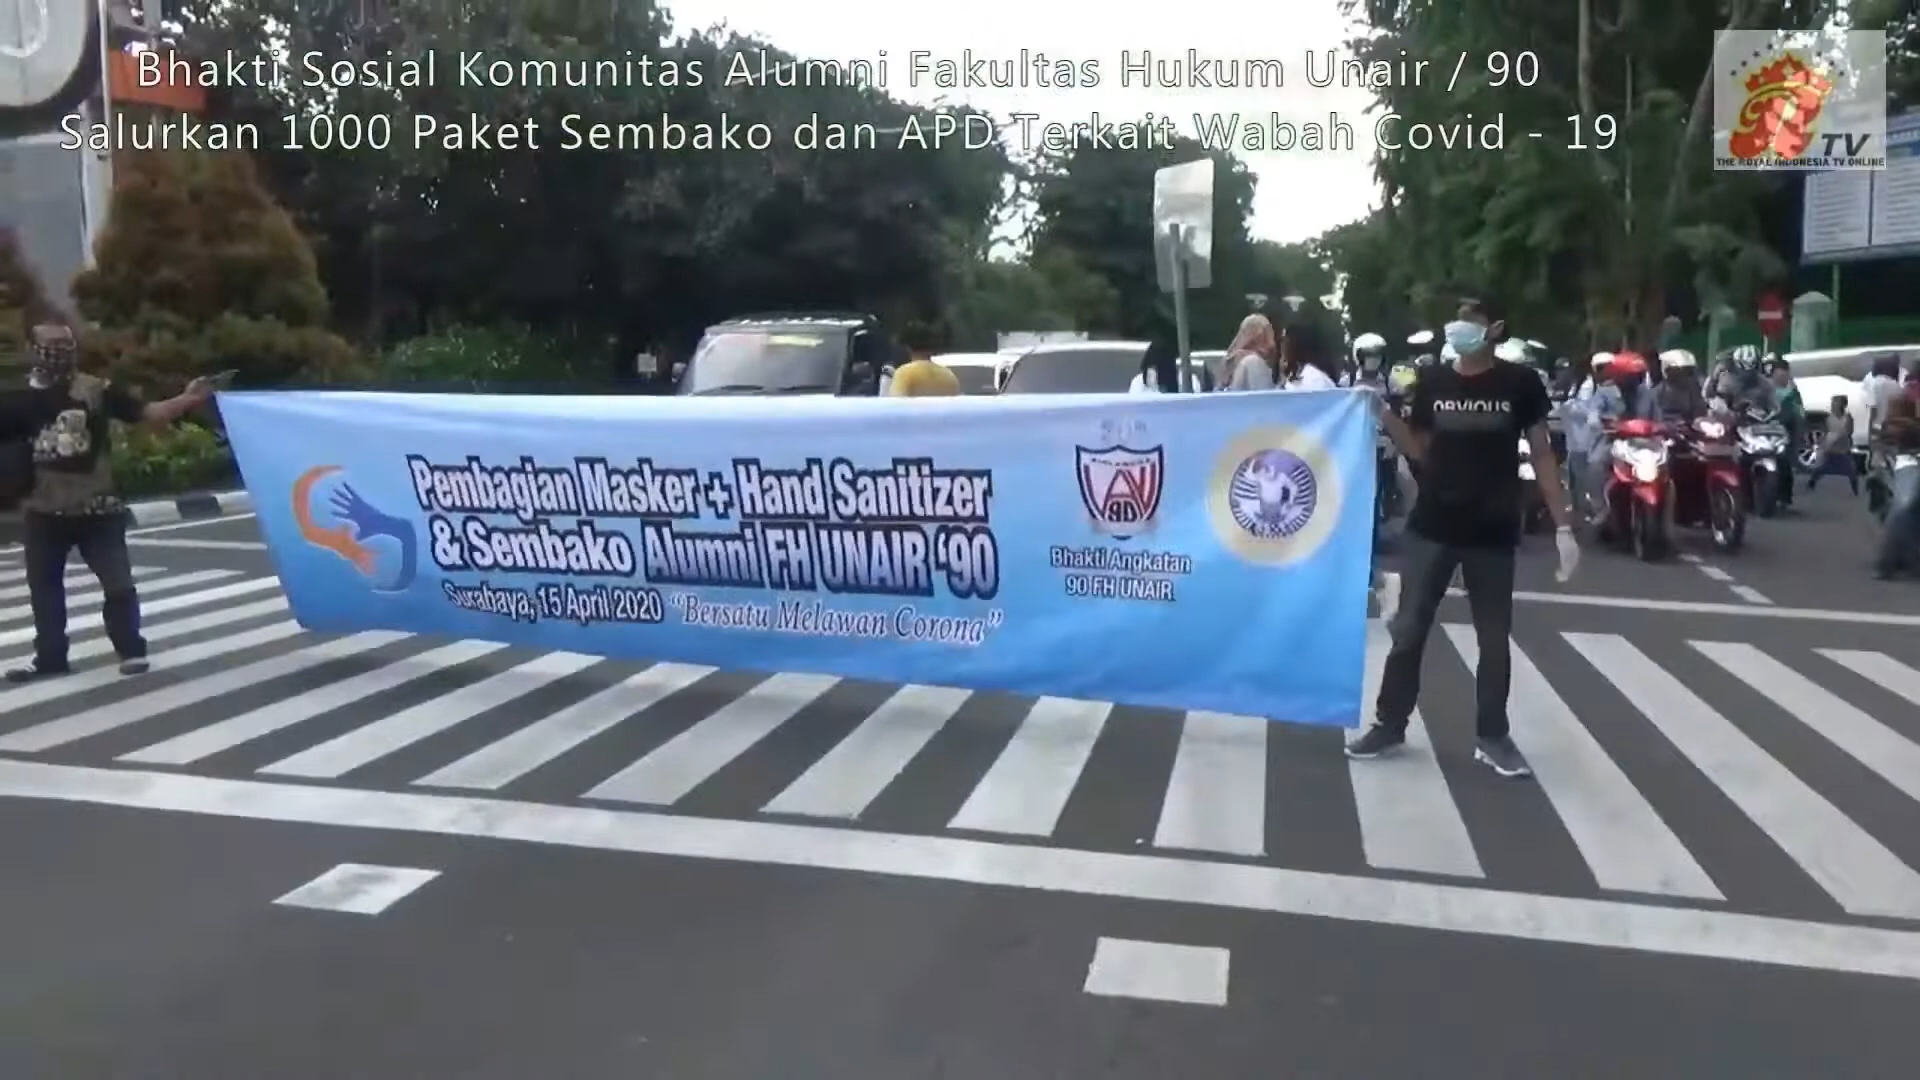 Bhakti Sosial Komunitas Alumni Fakultas Hukum Unair / 90
Salurkan 1000 Paket Sembako dan APD Terkait Wabah Covid - 19
TV
THE ROYAL INDONESIA TV ONLINE
OBVIOUS
Pembagian Masker + Hand Sanitizer
& Sembako Alumni FH UNAIR '90
Surabaya, 15 April 2020 "Bersatu Melawan Corona"
90
Bhakti Angkatan
90 FH UNAIR